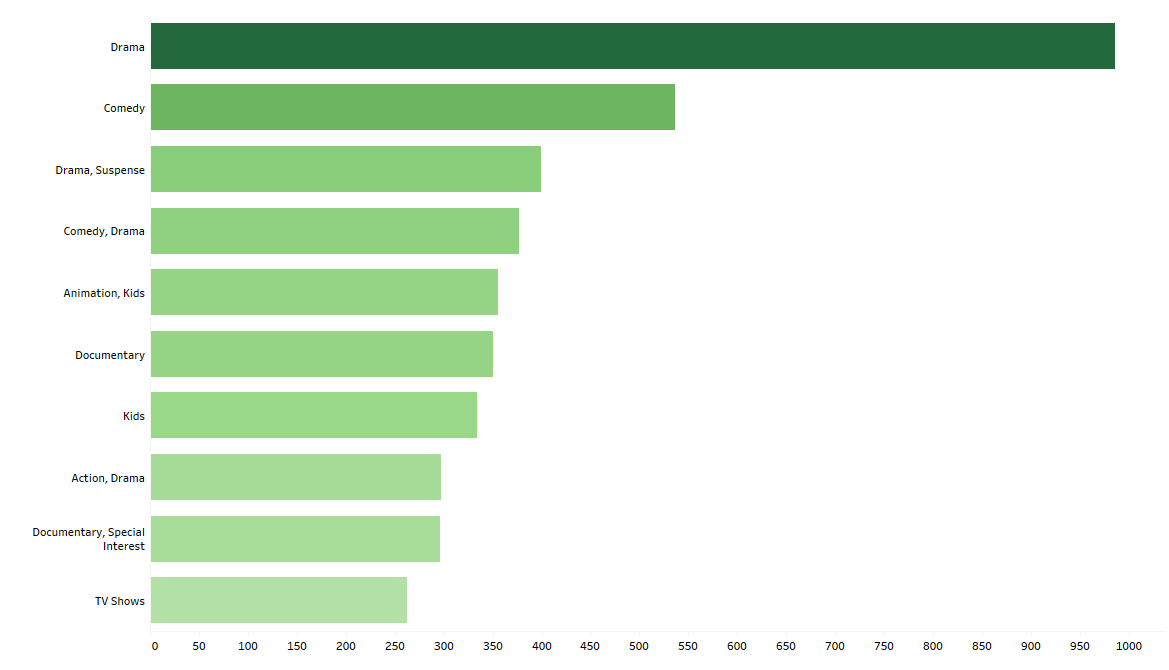 Drama
Comedy
Drama, Suspense
Comedy, Drama
Animation, Kids
Documentary
Kids
Action, Drama
Documentary, Special
Interest
TV Shows
0 50 100 150 200 250 300 350 400 450 500 550 600 650 700 750 800 850 900 950 1000